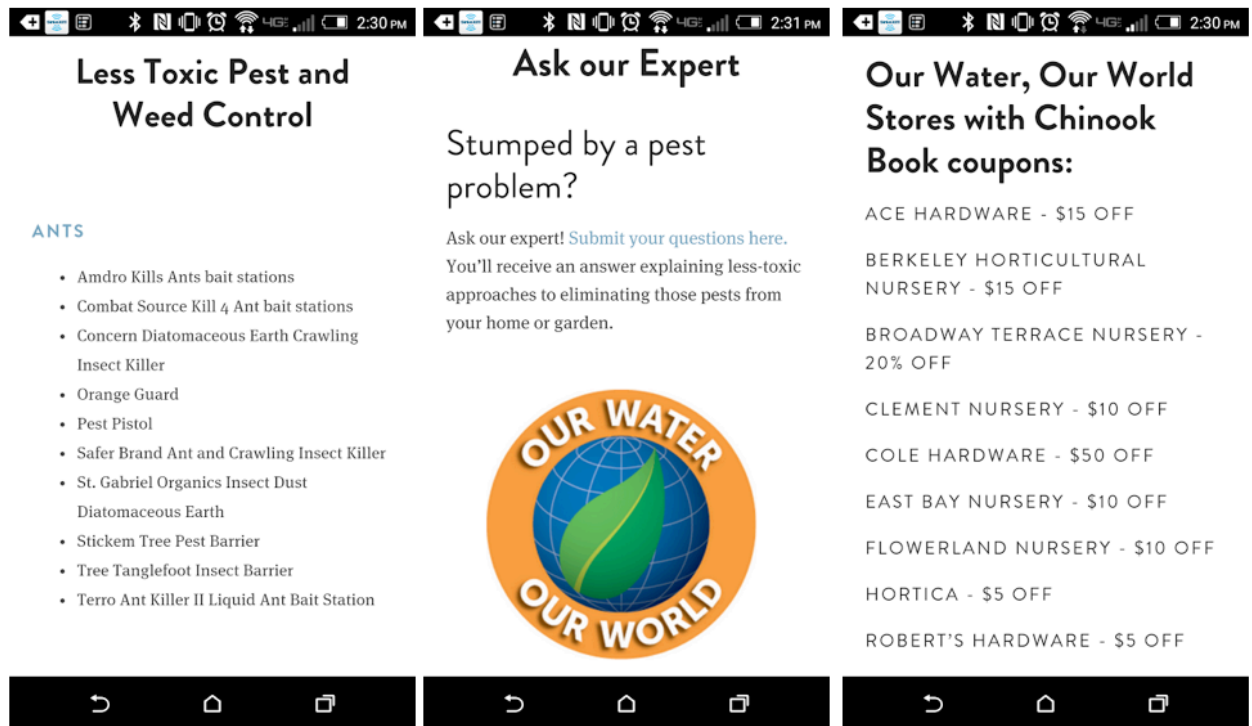 4G 2:30 PM
Less Toxic Pest and
Weed Control
ANTS
• Amdro Kills Ants bait stations
• Combat Source Kill 4 Ant bait stations
• Concern Diatomaceous Earth Crawling
Insect Killer
• Orange Guard
• Pest Pistol
• Safer Brand Ant and Crawling Insect Killer
• St. Gabriel Organics Insect Dust
Diatomaceous Earth
• Stickem Tree Pest Barrier
• Tree Tanglefoot Insect Barrier
• Terro Ant Killer II Liquid Ant Bait Station
4G 2:31 PM
Ask our Expert
Stumped by a pest
problem?
Ask our expert! Submit your questions here.
You’ll receive an answer explaining less-toxic
approaches to eliminating those pests from
your home or garden.
OUR WATER
OUR WORLD
4G 2:30 PM
Our Water, Our World
Stores with Chinook
Book coupons:
ACE HARDWARE - $15 OFF
BERKELEY HORTICULTURAL
NURSERY - $15 OFF
BROADWAY TERRACE NURSERY -
20% OFF
CLEMENT NURSERY - $10 OFF
COLE HARDWARE - $50 OFF
EAST BAY NURSERY - $10 OFF
FLOWERLAND NURSERY - $10 OFF
HORTICA - $5 OFF
ROBERT’S HARDWARE - $5 OFF